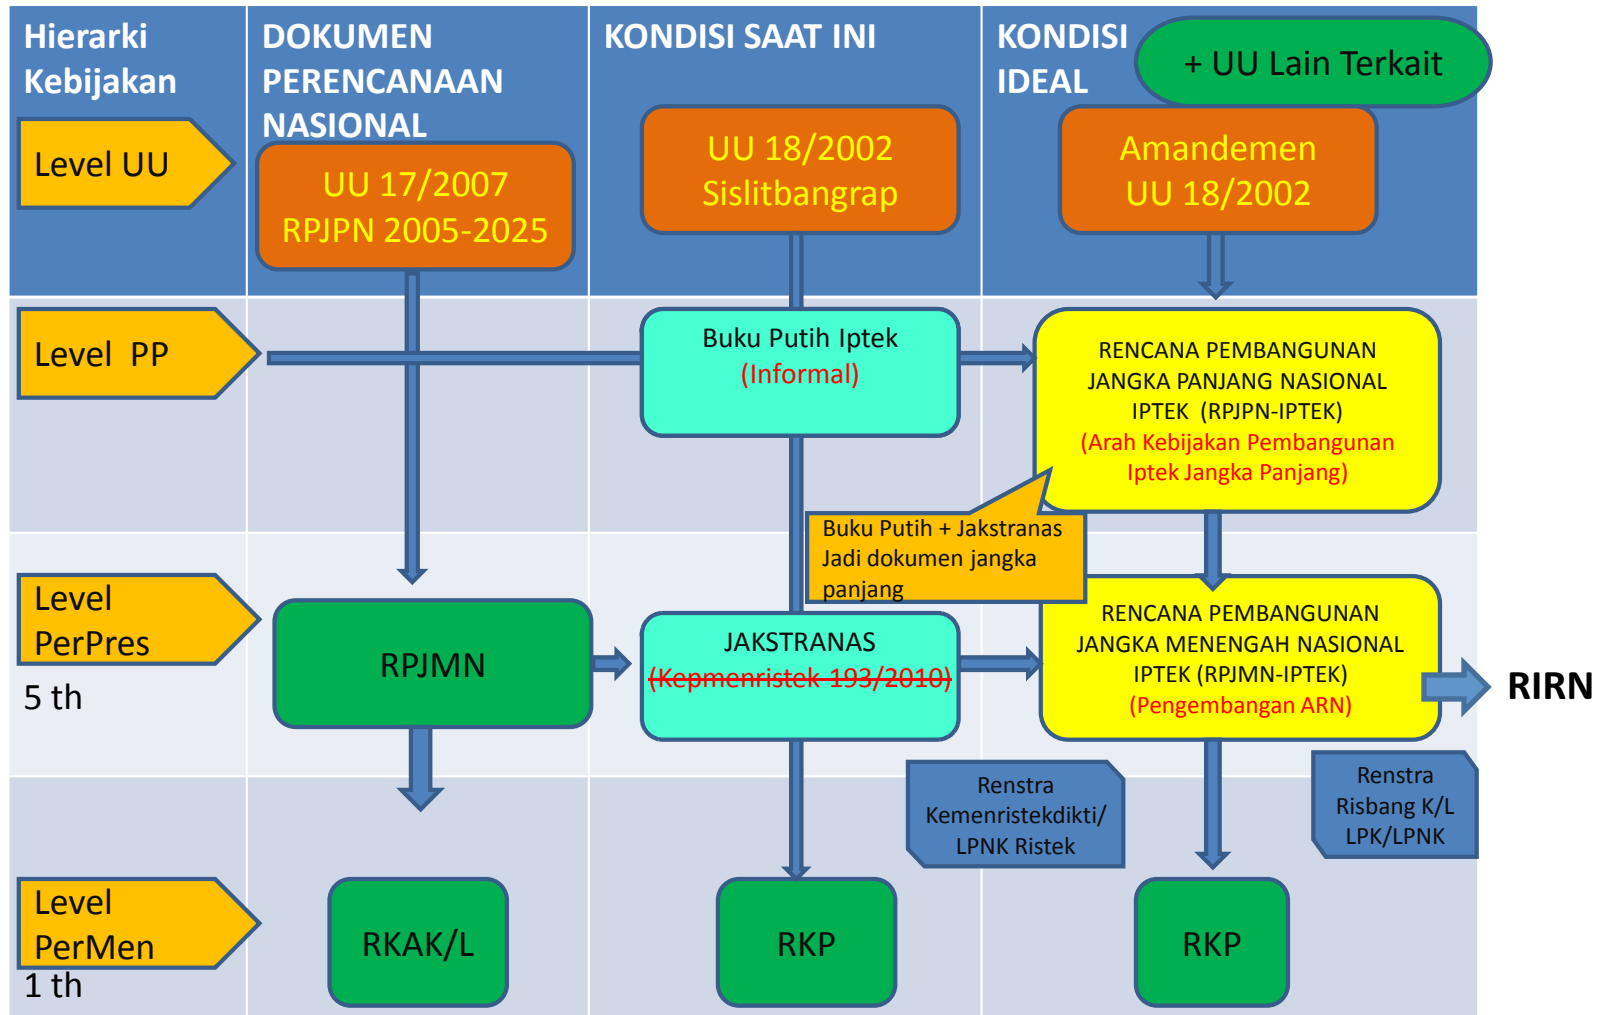 Hierarki
Kebijakan
DOKUMEN
PERENCANAAN
NASIONAL
KONDISI SAAT INI
KONDISI
IDEAL
+ UU Lain Terkait
Level UU
UU 17/2007
RPJPN 2005-2025
UU 18/2002
Sislitbangrap
Amandemen
UU 18/2002
Level PP
Buku Putih Iptek
(Informal)
RENCANA PEMBANGUNAN
JANGKA PANJANG NASIONAL
IPTEK (RPJPN-IPTEK)
(Arah Kebijakan Pembangunan
Iptek Jangka Panjang)
Buku Putih + Jakstranas
Jadi dokumen jangka
panjang
Level
PerPres
5 th
RPJMN
JAKSTRANAS
(Kepmenristek 193/2010)
RENCANA PEMBANGUNAN
JANGKA MENENGAH NASIONAL
IPTEK (RPJMN-IPTEK)
(Pengembangan ARN)
RIRN
Renstra
Kemenristekdikti/
LPNK Ristek
Renstra
Risbang K/L
LPK/LPNK
Level
PerMen
1 th
RKAK/L
RKP
RKP